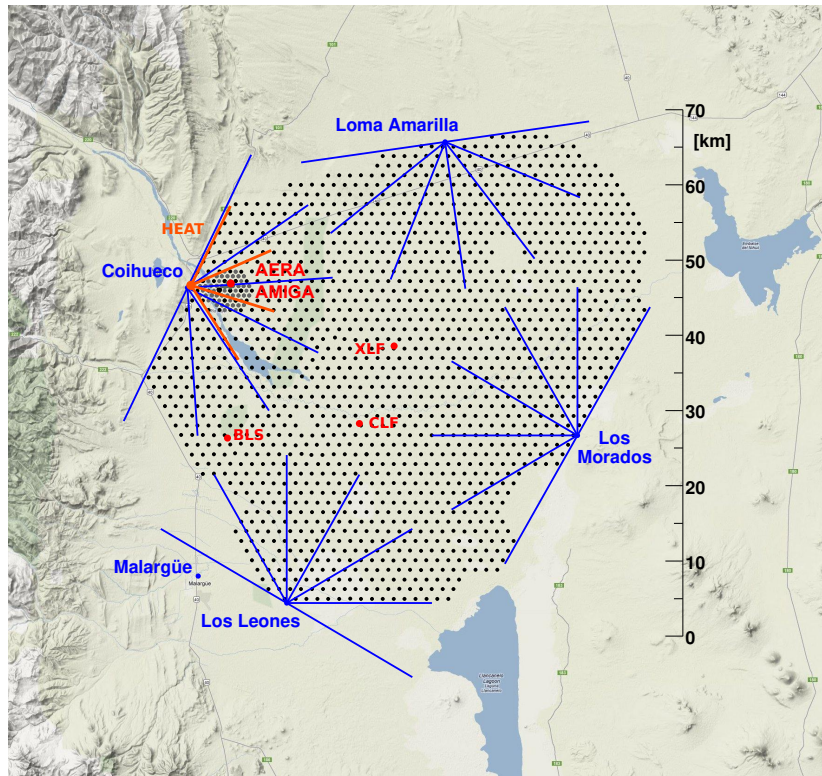 70
Loma Amarilla
[km]
60
HEAT
50
Coihueco
AERA
AMIGA
40
XLF
30
CLF
BLS
Los
Morados
20
Malargüe
10
Malargüe
Los Leones
0